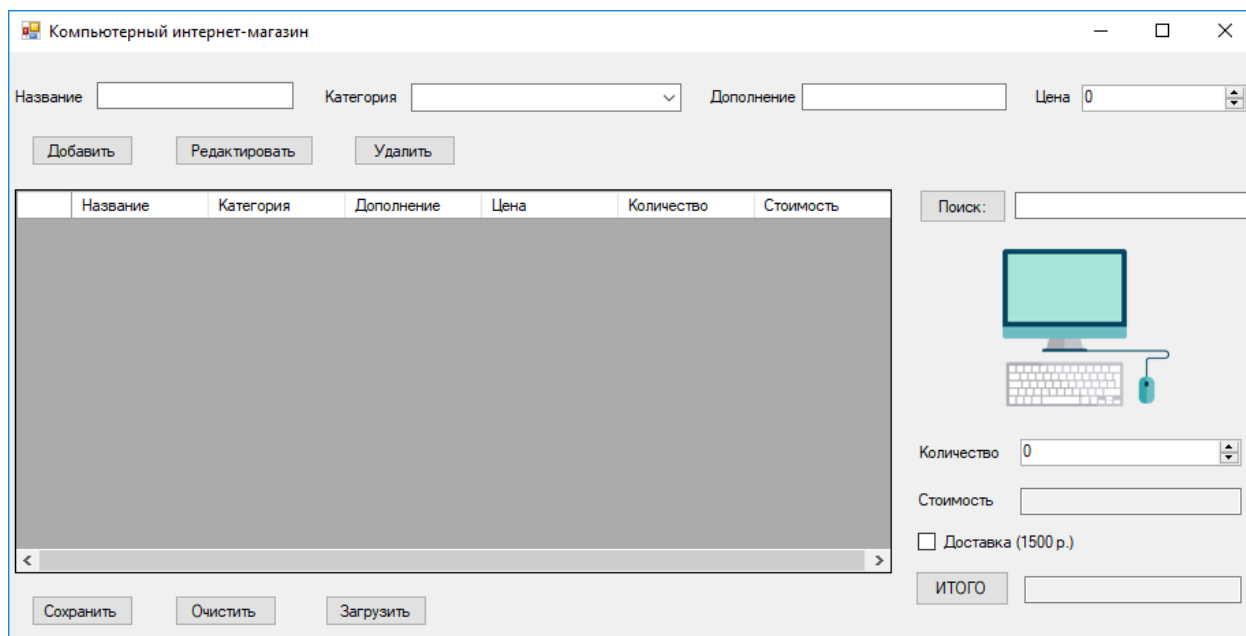 Компьютерный интернет-магазин
Название Категория Дополнение Цена 0
Добавить Редактировать Удалить
Название Категория Дополнение Цена Количество Стоимость
Поиск:
Количество 0
Стоимость
Доставка (1500 р.)
ИТОГО
Сохранить Очистить Загрузить